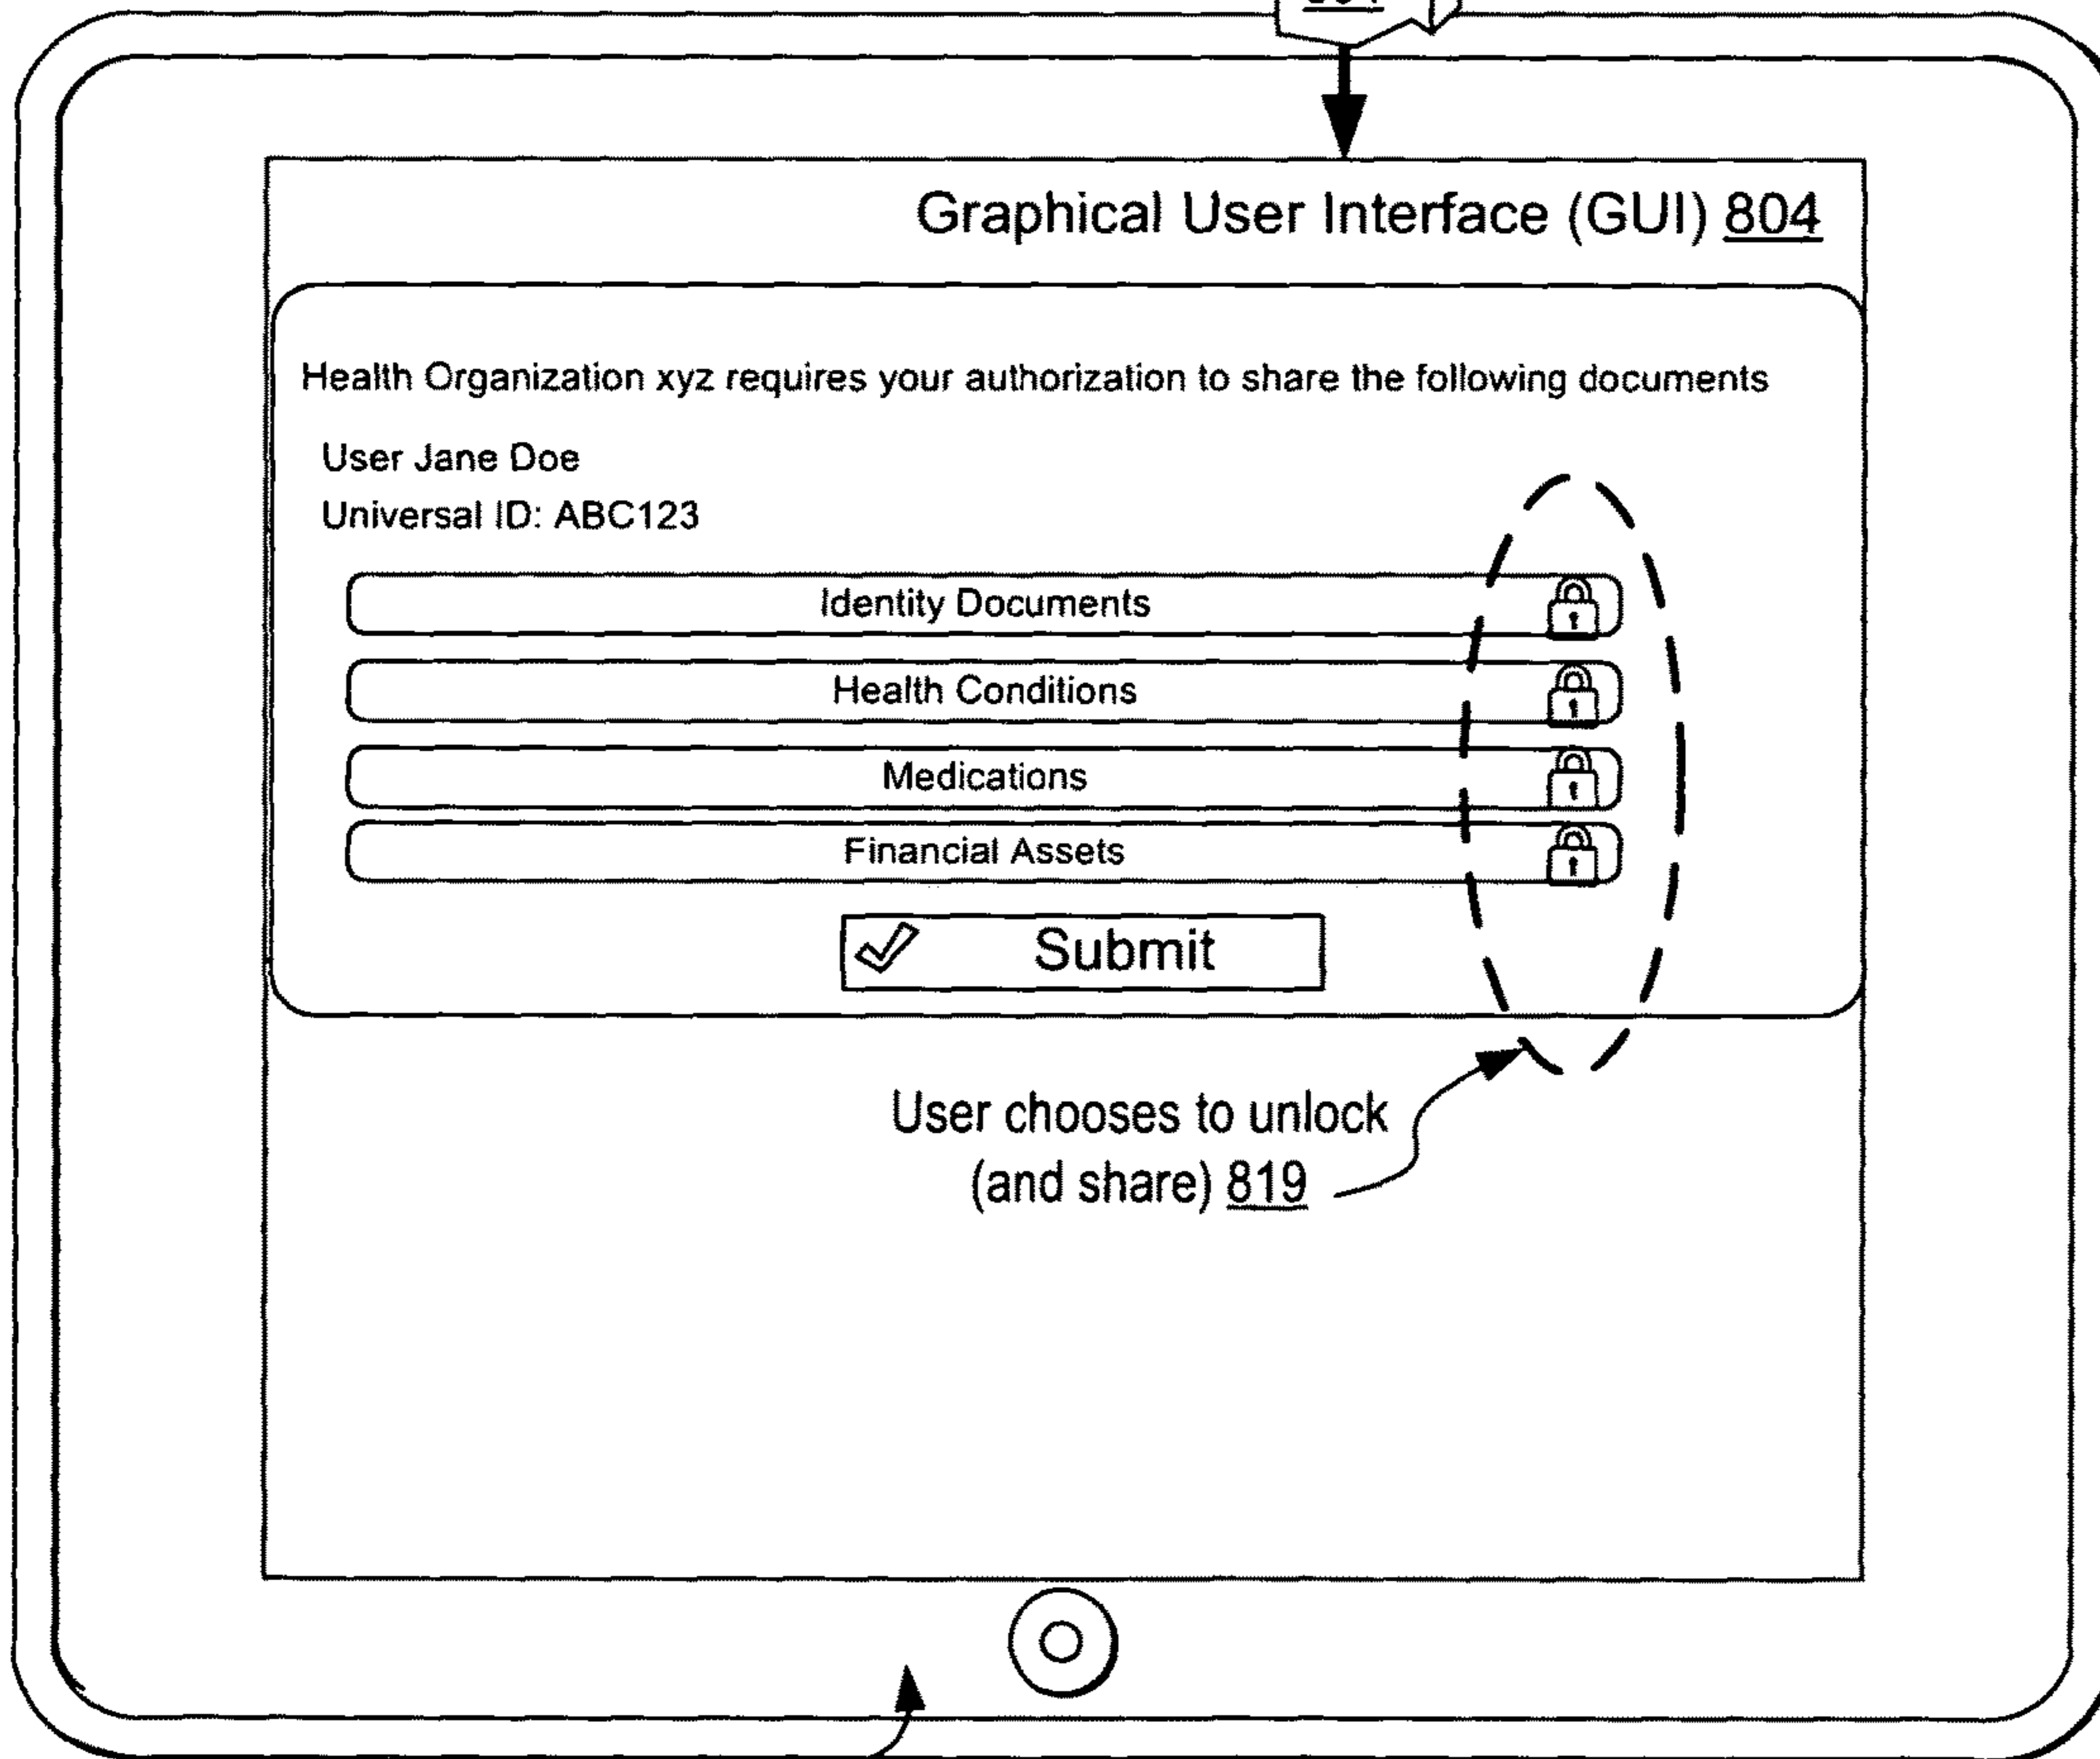 Graphical User Interface (GUI) 804
Health Organization xyz requires your authorization to share the following documents
User Jane Doe
Universal ID: ABC123
Identity Documents
Health Conditions
Medications
Financial Assets
Submit
User chooses to unlock
(and share) 819